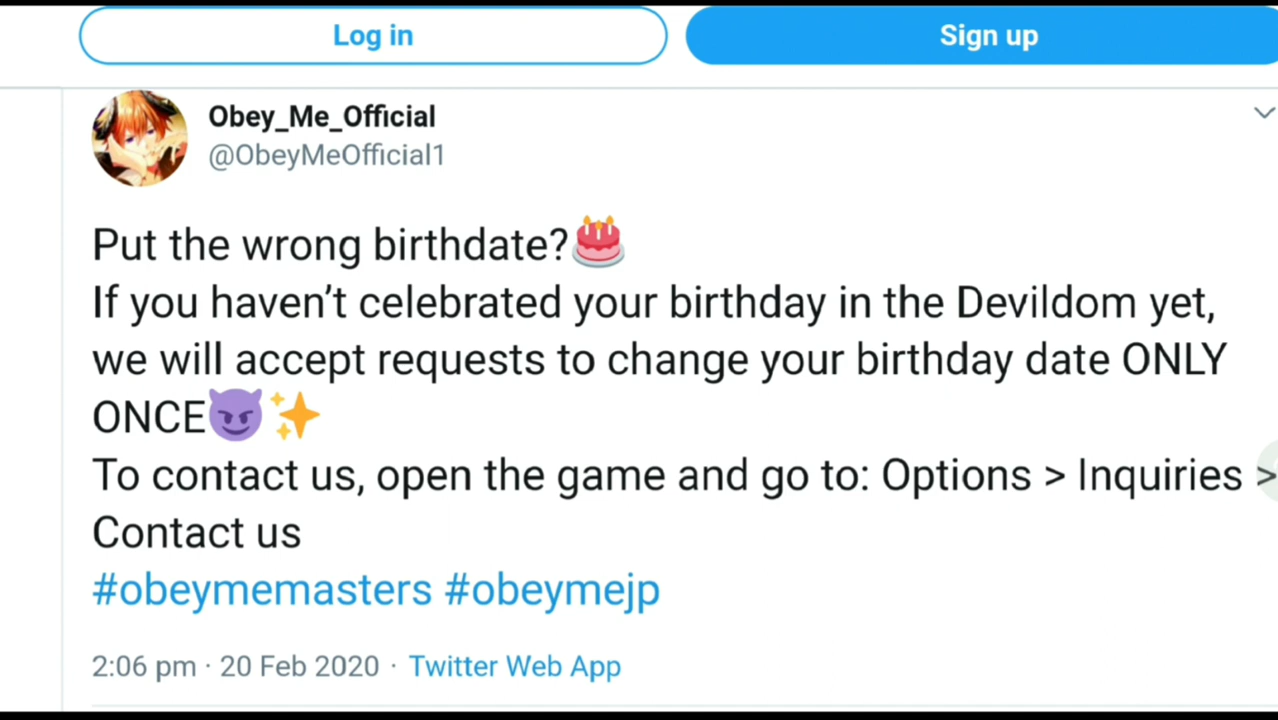 Log in
Sign up
Obey_Me_Official
@ObeyMeOfficial1
Put the wrong birthdate?🎂
If you haven’t celebrated your birthday in the Devildom yet,
we will accept requests to change your birthday date ONLY
ONCE😈✨
To contact us, open the game and go to: Options > Inquiries >
Contact us
#obeymemasters #obeymejp
2:06 pm · 20 Feb 2020 · Twitter Web App